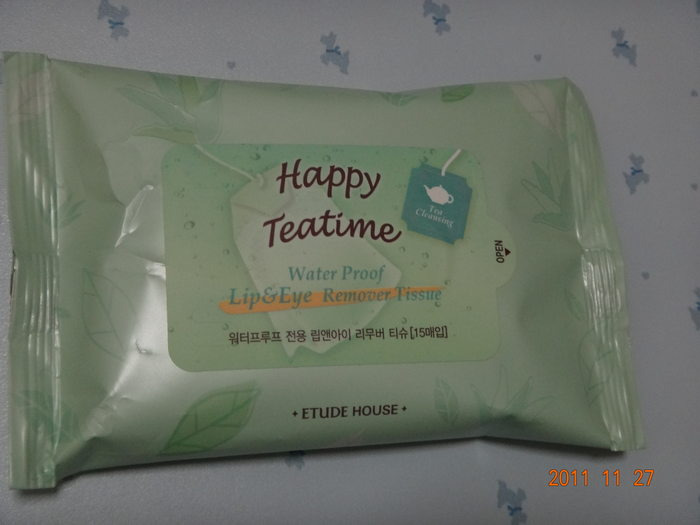 Happy
Teatime
Tea
Cleansing
OPEN
Water Proof
Lip&Eye Remover Tissue
워터프루프 전용 립앤아이 리무버 티슈[15매입]
ETUDE HOUSE
2011 11 27